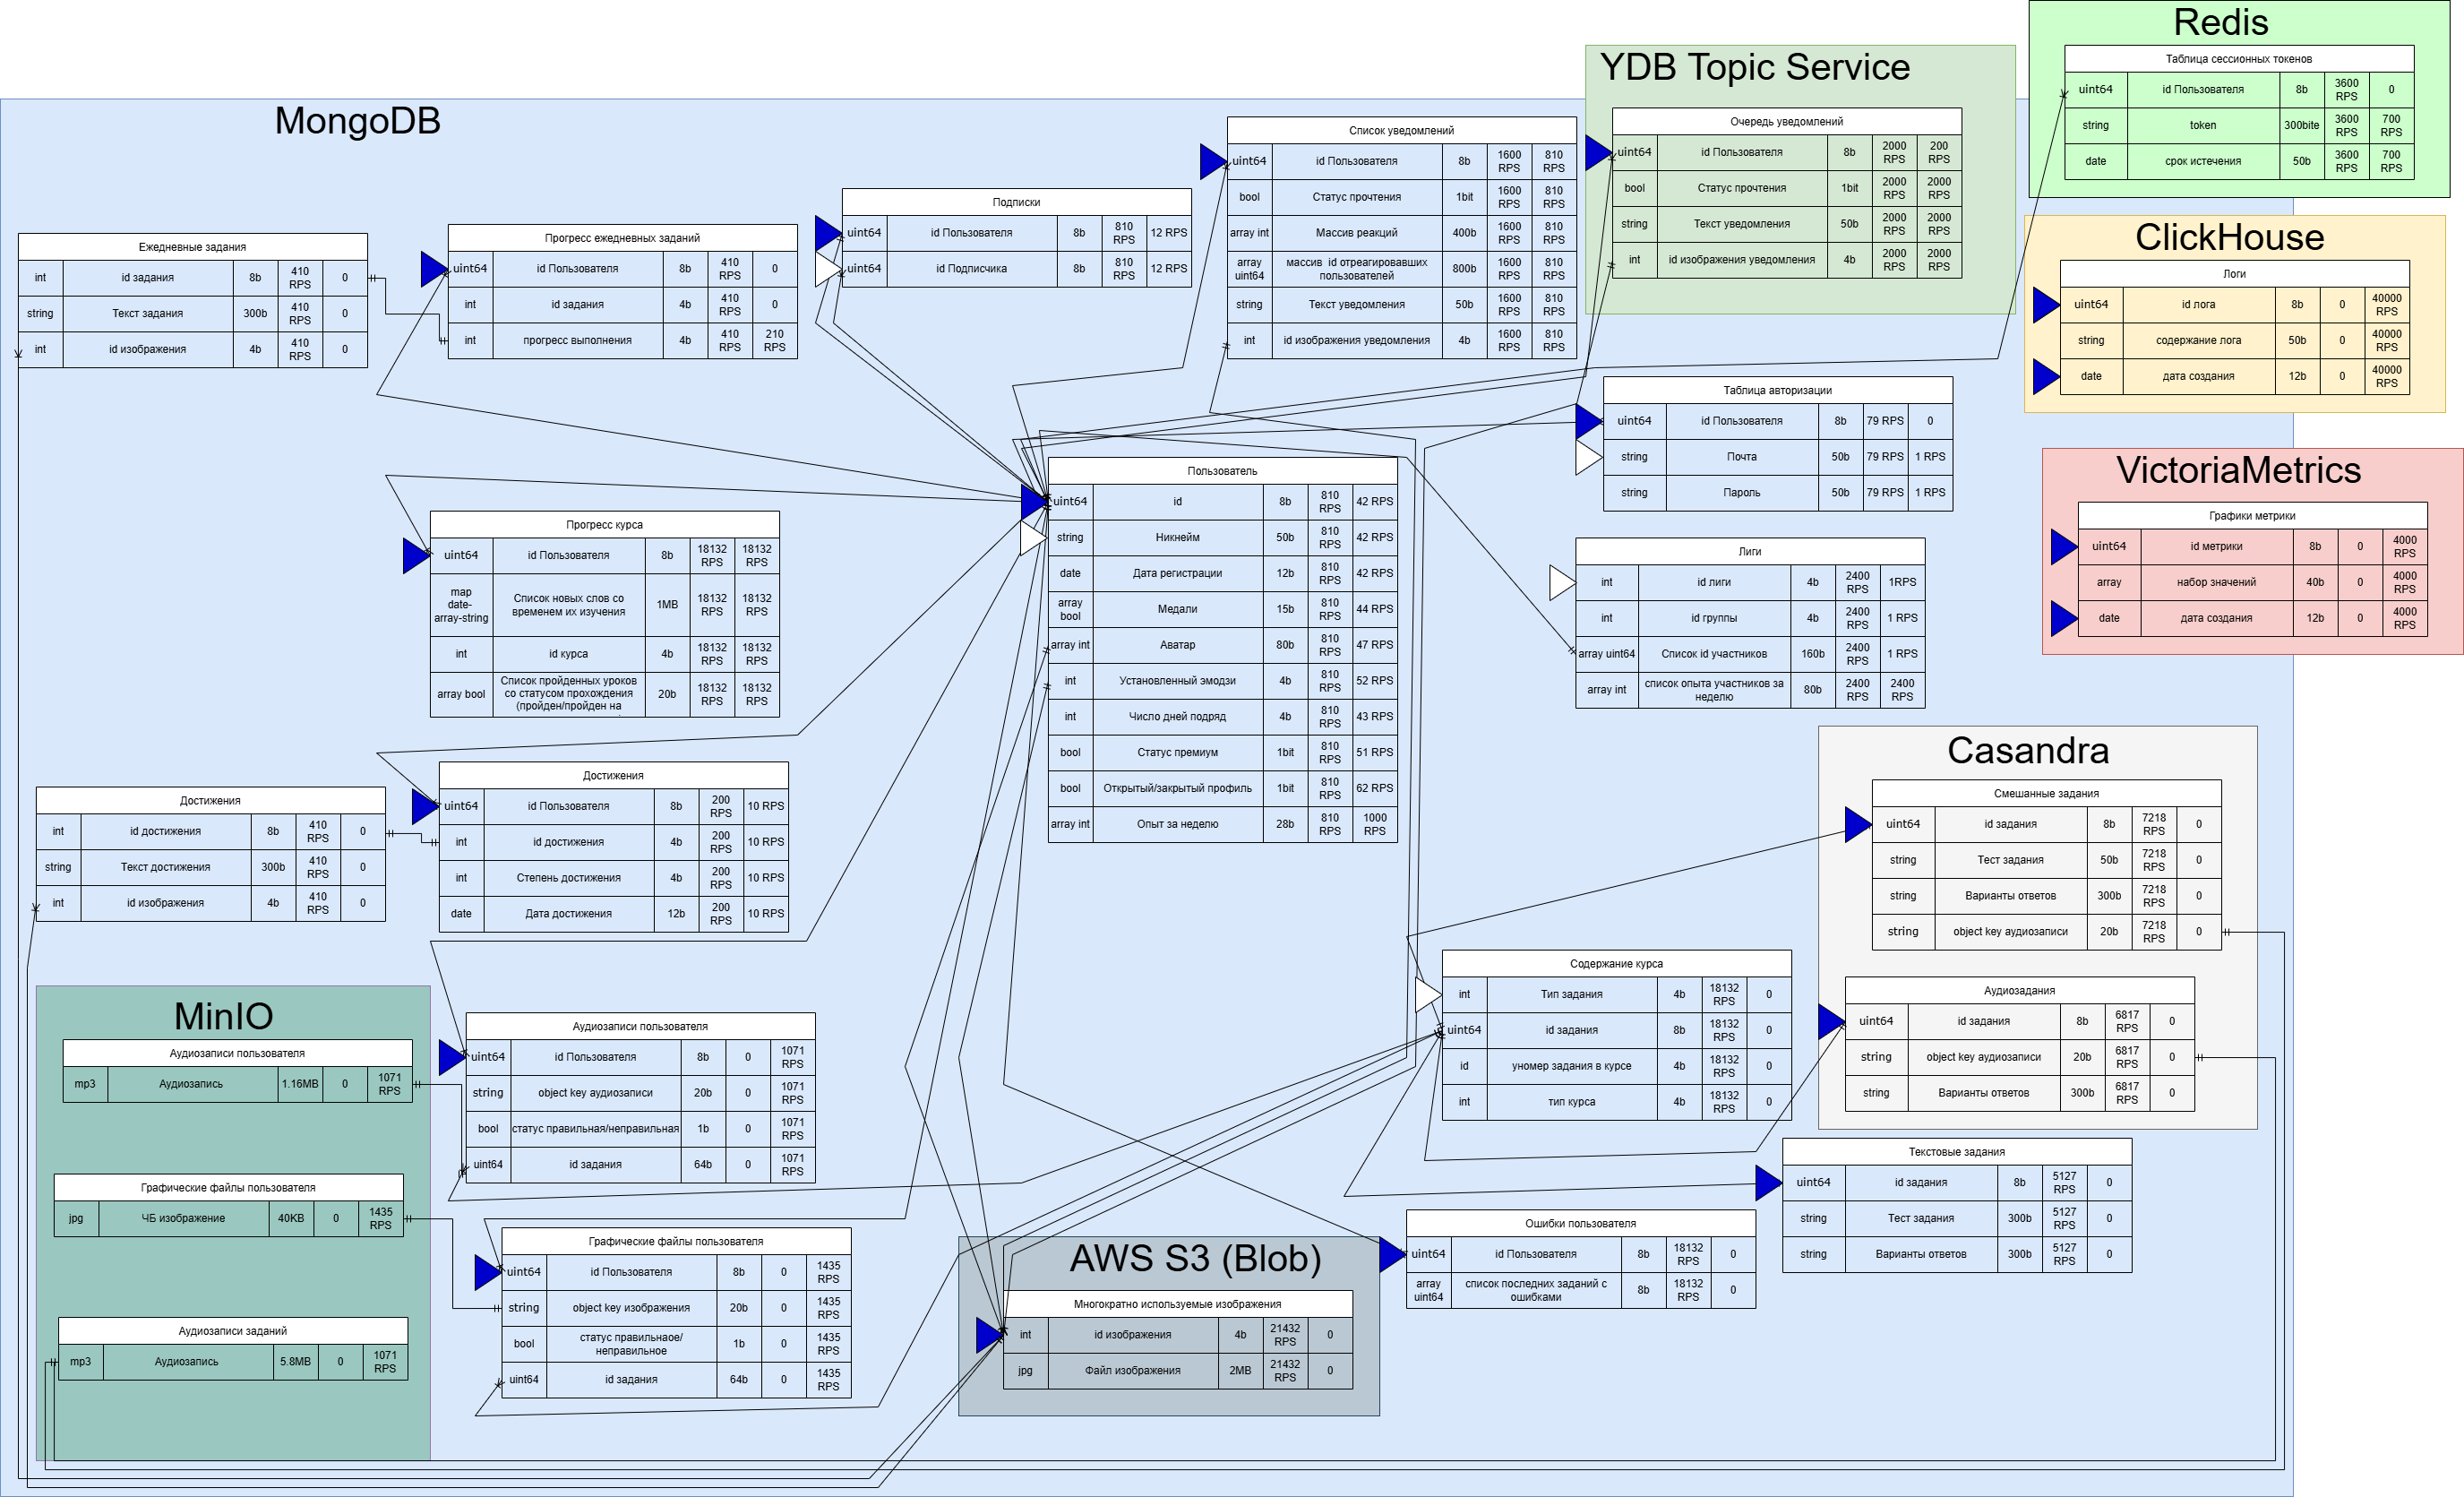 Redis
Таблица сессионных токенов
uint64 id Пользователя 8b 3600 RPS 0
string token 300bite 3600 RPS 700 RPS
date срок истечения 50b 3600 RPS 700 RPS
YDB Topic Service
Очередь уведомлений
uint64 id Пользователя 8b 2000 RPS 200 RPS
bool Статус прочтения 1bit 2000 RPS 2000 RPS
string Текст уведомления 50b 2000 RPS 2000 RPS
int id изображения уведомления 4b 2000 RPS 2000 RPS
MongoDB
Список уведомлений
uint64 id Пользователя 8b 1600 RPS 810 RPS
bool Статус прочтения 1bit 1600 RPS 810 RPS
array int Массив реакций 400b 1600 RPS 810 RPS
array uint64 массив id отреагировавших пользователей 800b 1600 RPS 810 RPS
string Текст уведомления 50b 1600 RPS 810 RPS
int id изображения уведомления 4b 1600 RPS 810 RPS
Подписки
uint64 id Пользователя 8b 810 RPS 12 RPS
uint64 id Подписчика 8b 810 RPS 12 RPS
Прогресс ежедневных заданий
uint64 id Пользователя 8b 410 RPS 0
int id задания 4b 410 RPS 0
int прогресс выполнения 4b 410 RPS 210 RPS
Ежедневные задания
int id задания 8b 410 RPS 0
string Текст задания 300b 410 RPS 0
int id изображения 4b 410 RPS 0
ClickHouse
Логи
uint64 id лога 8b 0 40000 RPS
string содержание лога 50b 0 40000 RPS
date дата создания 12b 0 40000 RPS
Таблица авторизации
uint64 id Пользователя 8b 79 RPS 0
string Почта 50b 79 RPS 1 RPS
string Пароль 50b 79 RPS 1 RPS
VictoriaMetrics
Графики метрики
uint64 id метрики 8b 0 4000 RPS
array набор значений 40b 0 4000 RPS
date дата создания 12b 0 4000 RPS
Пользователь
uint64 id 8b 810 RPS 42 RPS
string Никнейм 50b 810 RPS 42 RPS
date Дата регистрации 12b 810 RPS 42 RPS
array bool Медали 15b 810 RPS 44 RPS
array int Аватар 80b 810 RPS 47 RPS
int Установленный эмодзи 4b 810 RPS 52 RPS
int Число дней подряд 4b 810 RPS 43 RPS
bool Статус премиум 1bit 810 RPS 51 RPS
bool Открытый/закрытый профиль 1bit 810 RPS 62 RPS
array int Опыт за неделю 28b 810 RPS 1000 RPS
Прогресс курса
uint64 id Пользователя 8b 18132 RPS 18132 RPS
map date-array-string Список новых слов со временем их изучения 1MB 18132 RPS 18132 RPS
int id курса 4b 18132 RPS 18132 RPS
array bool Список пройденных уроков со статусом прохождения (пройден/пройден на 20b 18132 RPS 18132 RPS
Лиги
int id лиги 4b 2400 RPS 1RPS
int id группы 4b 2400 RPS 1 RPS
array uint64 Список id участников 160b 2400 RPS 1 RPS
array int список опыта участников за неделю 80b 2400 RPS 2400 RPS
Достижения
uint64 id Пользователя 8b 200 RPS 10 RPS
int id достижения 4b 200 RPS 10 RPS
int Степень достижения 4b 200 RPS 10 RPS
date Дата достижения 12b 200 RPS 10 RPS
Достижения
int id достижения 8b 410 RPS 0
string Текст достижения 300b 410 RPS 0
int id изображения 4b 410 RPS 0
Casandra
Смешанные задания
uint64 id задания 8b 7218 RPS 0
string Тест задания 50b 7218 RPS 0
string Варианты ответов 300b 7218 RPS 0
string object key аудиозаписи 20b 7218 RPS 0
Аудиозадания
uint64 id задания 8b 6817 RPS 0
string object key аудиозаписи 20b 6817 RPS 0
string Варианты ответов 300b 6817 RPS 0
Содержание курса
int Тип задания 4b 18132 RPS 0
uint64 id задания 8b 18132 RPS 0
id уномер задания в курсе 4b 18132 RPS 0
int тип курса 4b 18132 RPS 0
MinIO
Аудиозаписи пользователя
mp3 Аудиозапись 1.16MB 0 1071 RPS
Графические файлы пользователя
jpg ЧБ изображение 40KB 0 1435 RPS
Аудиозаписи заданий
mp3 Аудиозапись 5.8MB 0 1071 RPS
Аудиозаписи пользователя
uint64 id Пользователя 8b 0 1071 RPS
string object key аудиозаписи 20b 0 1071 RPS
bool статус правильная/неправильная 1b 0 1071 RPS
uint64 id задания 64b 0 1071 RPS
Графические файлы пользователя
uint64 id Пользователя 8b 0 1435 RPS
string object key изображения 20b 0 1435 RPS
bool статус правильнаое/неправильное 1b 0 1435 RPS
uint64 id задания 64b 0 1435 RPS
Текстовые задания
uint64 id задания 8b 5127 RPS 0
string Тест задания 300b 5127 RPS 0
string Варианты ответов 300b 5127 RPS 0
Ошибки пользователя
uint64 id Пользователя 8b 18132 RPS 0
array uint64 список последних заданий с ошибками 8b 18132 RPS 0
AWS S3 (Blob)
Многократно используемые изображения
int id изображения 4b 21432 RPS 0
jpg Файл изображения 2MB 21432 RPS 0